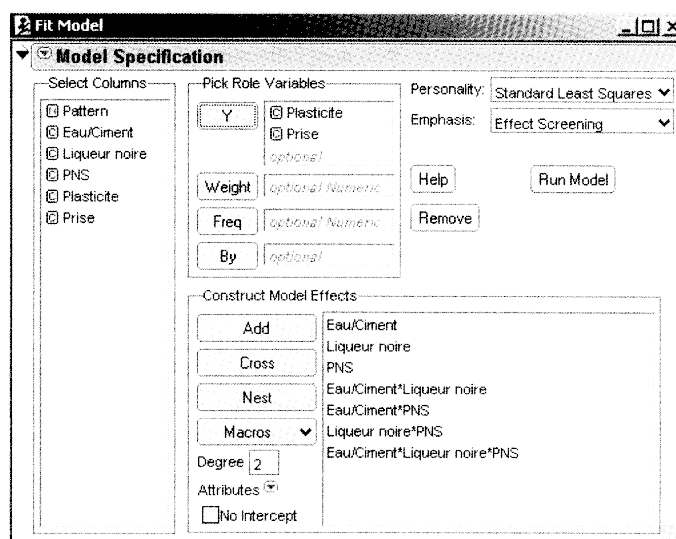 Fit Model
Model Specification
Select Columns
Pattern
Eau/Ciment
Liqueur noire
PNS
Plasticite
Prise
Pick Role Variables
Y
Plasticite
Prise
optional
Weight
optional Numeric
Freq
optional Numeric
By
optional
Personality:
Standard Least Squares
Emphasis:
Effect Screening
Help
Run Model
Remove
Construct Model Effects
Add
Cross
Nest
Macros
Degree 2
Attributes
No Intercept
Eau/Ciment
Liqueur noire
PNS
Eau/Ciment*Liqueur noire
Eau/Ciment*PNS
Liqueur noire*PNS
Eau/Ciment*Liqueur noire*PNS